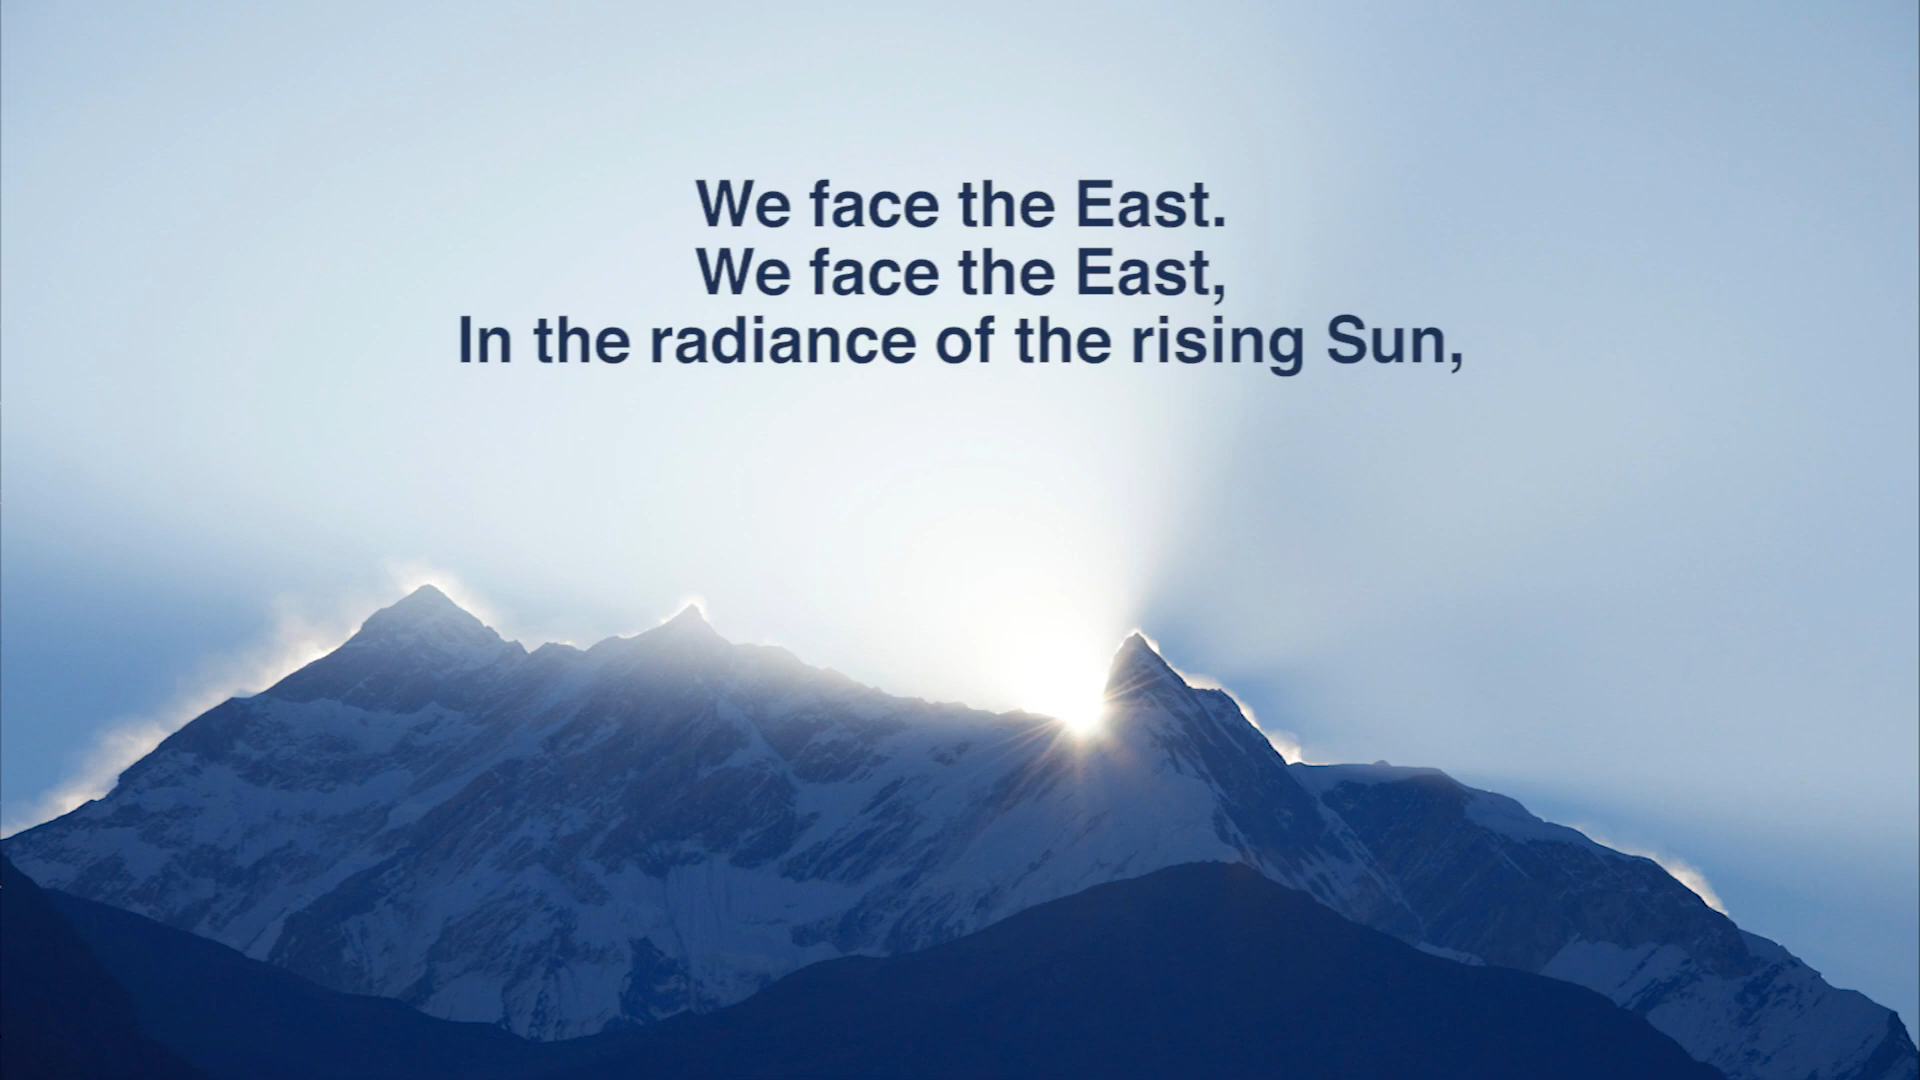 We face the East.
We face the East,
In the radiance of the rising Sun,